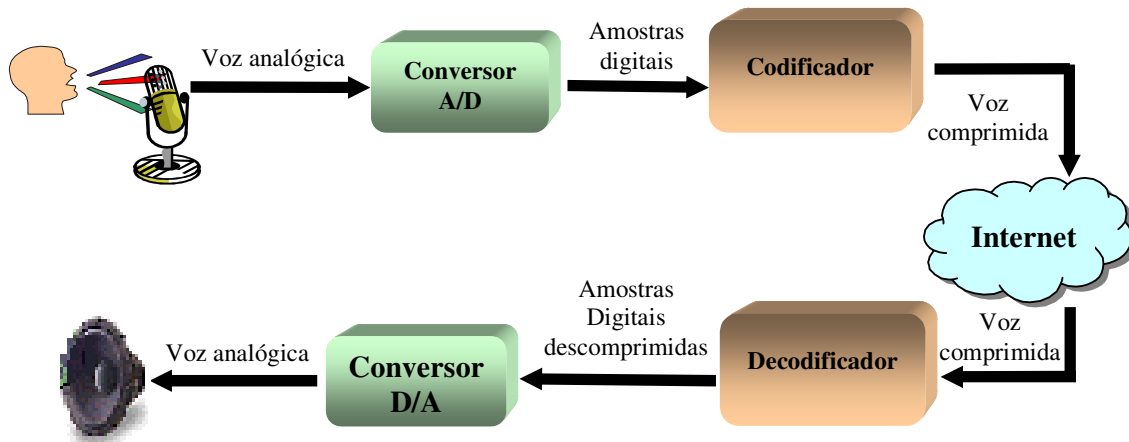 Voz analógica
Conversor
A/D
Amostras
digitais
Codificador
Voz
comprimida
Internet
Voz
comprimida
Decodificador
Amostras
Digitais
descomprimidas
Conversor
D/A
Voz analógica